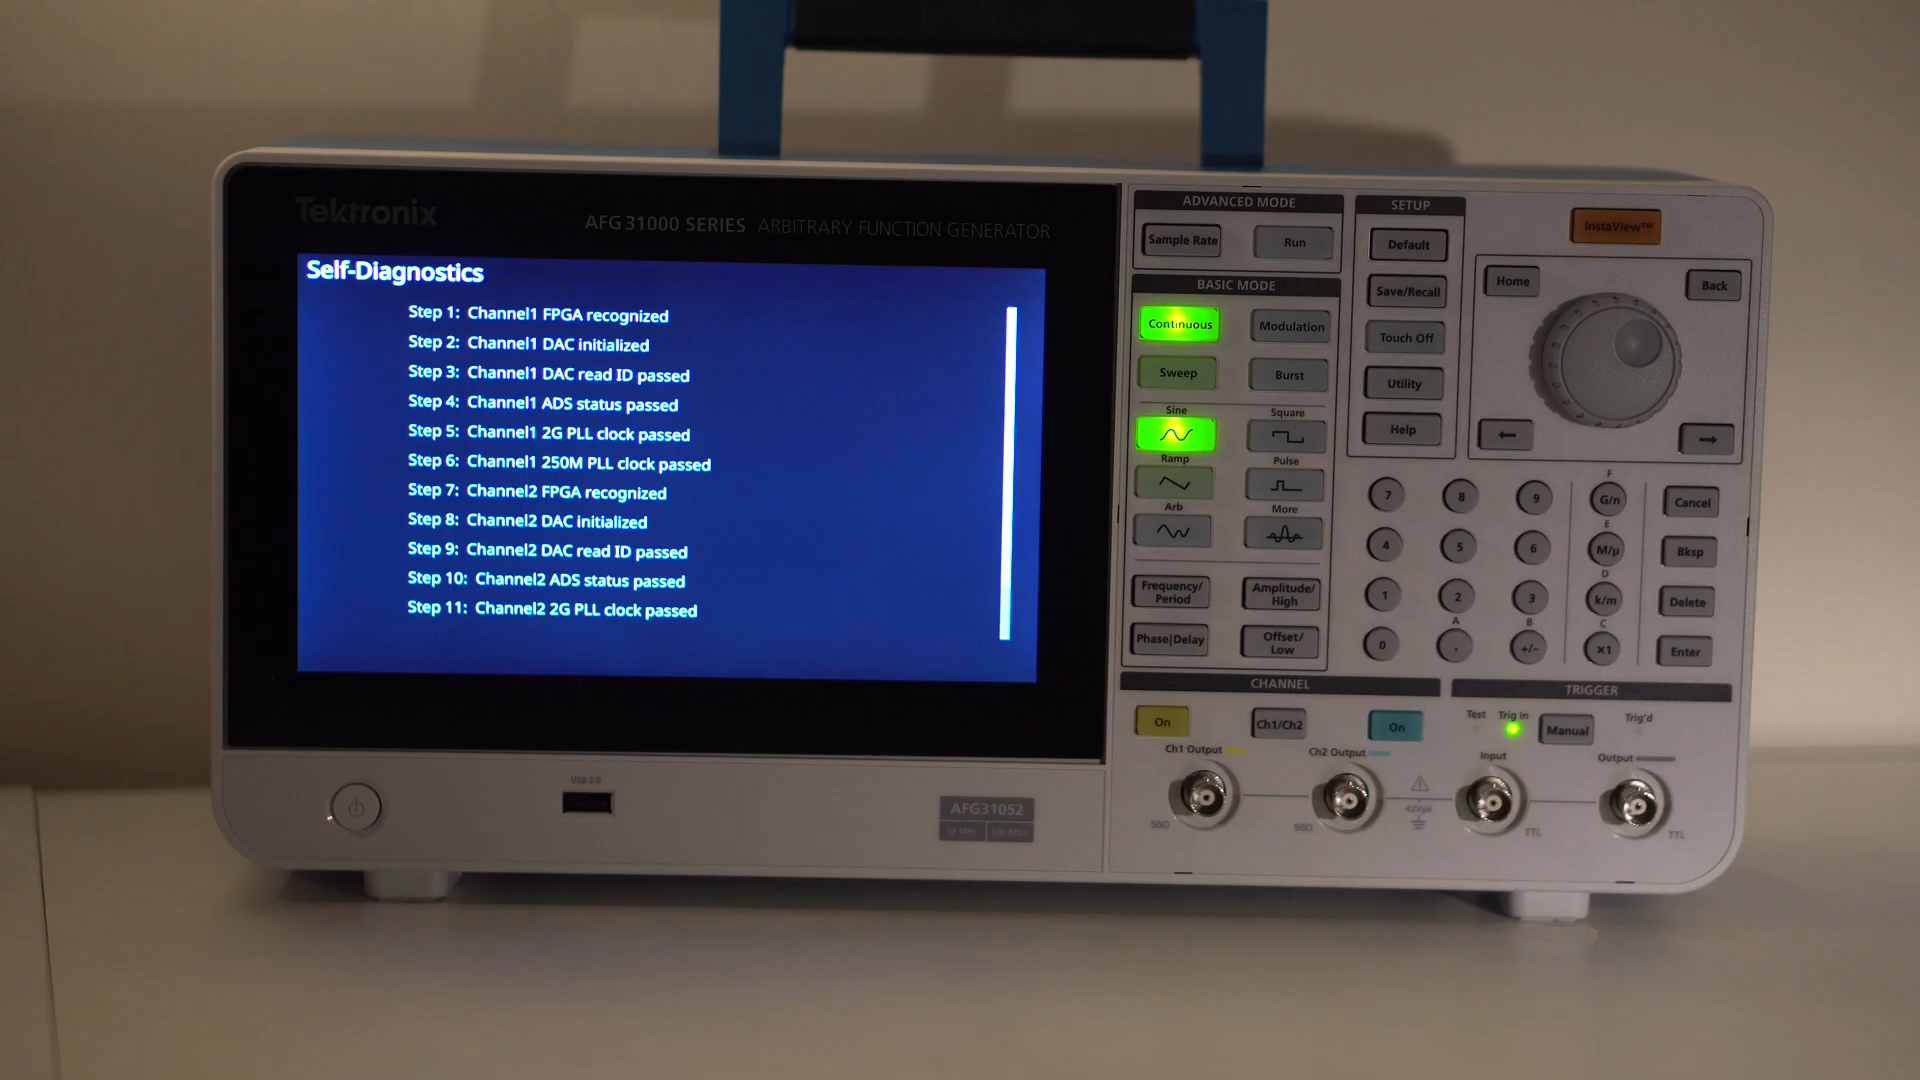 Tektronix
AFG 31000 SERIES ARBITRARY FUNCTION GENERATOR
Self-Diagnostics
Step 1: Channel1 FPGA recognized
Step 2: Channel1 DAC initialized
Step 3: Channel1 DAC read ID passed
Step 4: Channel1 ADS status passed
Step 5: Channel1 2G PLL clock passed
Step 6: Channel1 250M PLL clock passed
Step 7: Channel2 FPGA recognized
Step 8: Channel2 DAC initialized
Step 9: Channel2 DAC read ID passed
Step 10: Channel2 ADS status passed
Step 11: Channel2 2G PLL clock passed
USB 2.0
AFG31052
50 MHz
ADVANCED MODE
Sample Rate
Run
BASIC MODE
Continuous
Modulation
Sweep
Burst
Sine
Square
Ramp
Pulse
Arb
More
Frequency/
Period
Amplitude/
High
Phase|Delay
Offset/
Low
SETUP
Default
Save/Recall
Touch Off
Utility
Help
InstaView™
Home
Back
←
→
7 8 9
F
G/n
Cancel
4 5 6
E
M/µ
Bksp
1 2 3
D
k/m
Delete
A B C
0 . +/- ×1
Enter
CHANNEL
On
Ch1/Ch2
On
Ch1 Output
Ch2 Output
50Ω
50Ω
42Vpk
TRIGGER
Test
Trig In
Manual
Trig'd
Input
Output
TTL
TTL